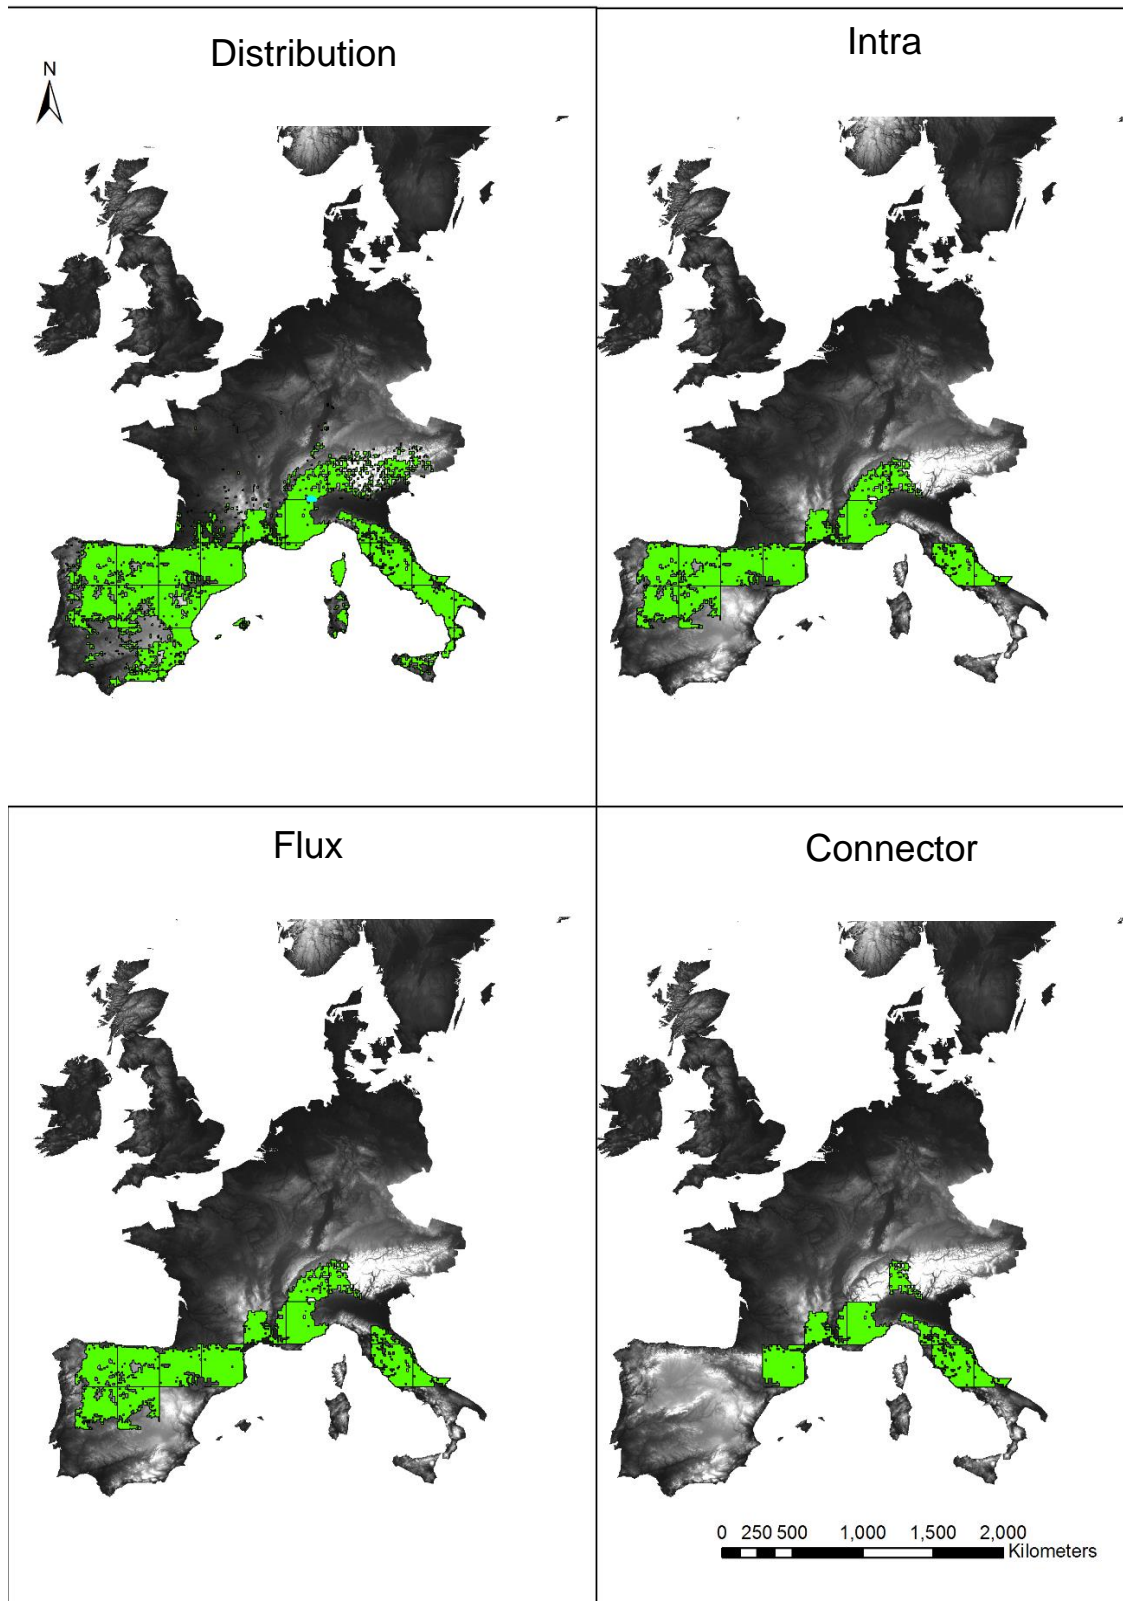 Distribution
Intra
N
Flux
Connector
0 250 500 1,000 1,500 2,000
Kilometers